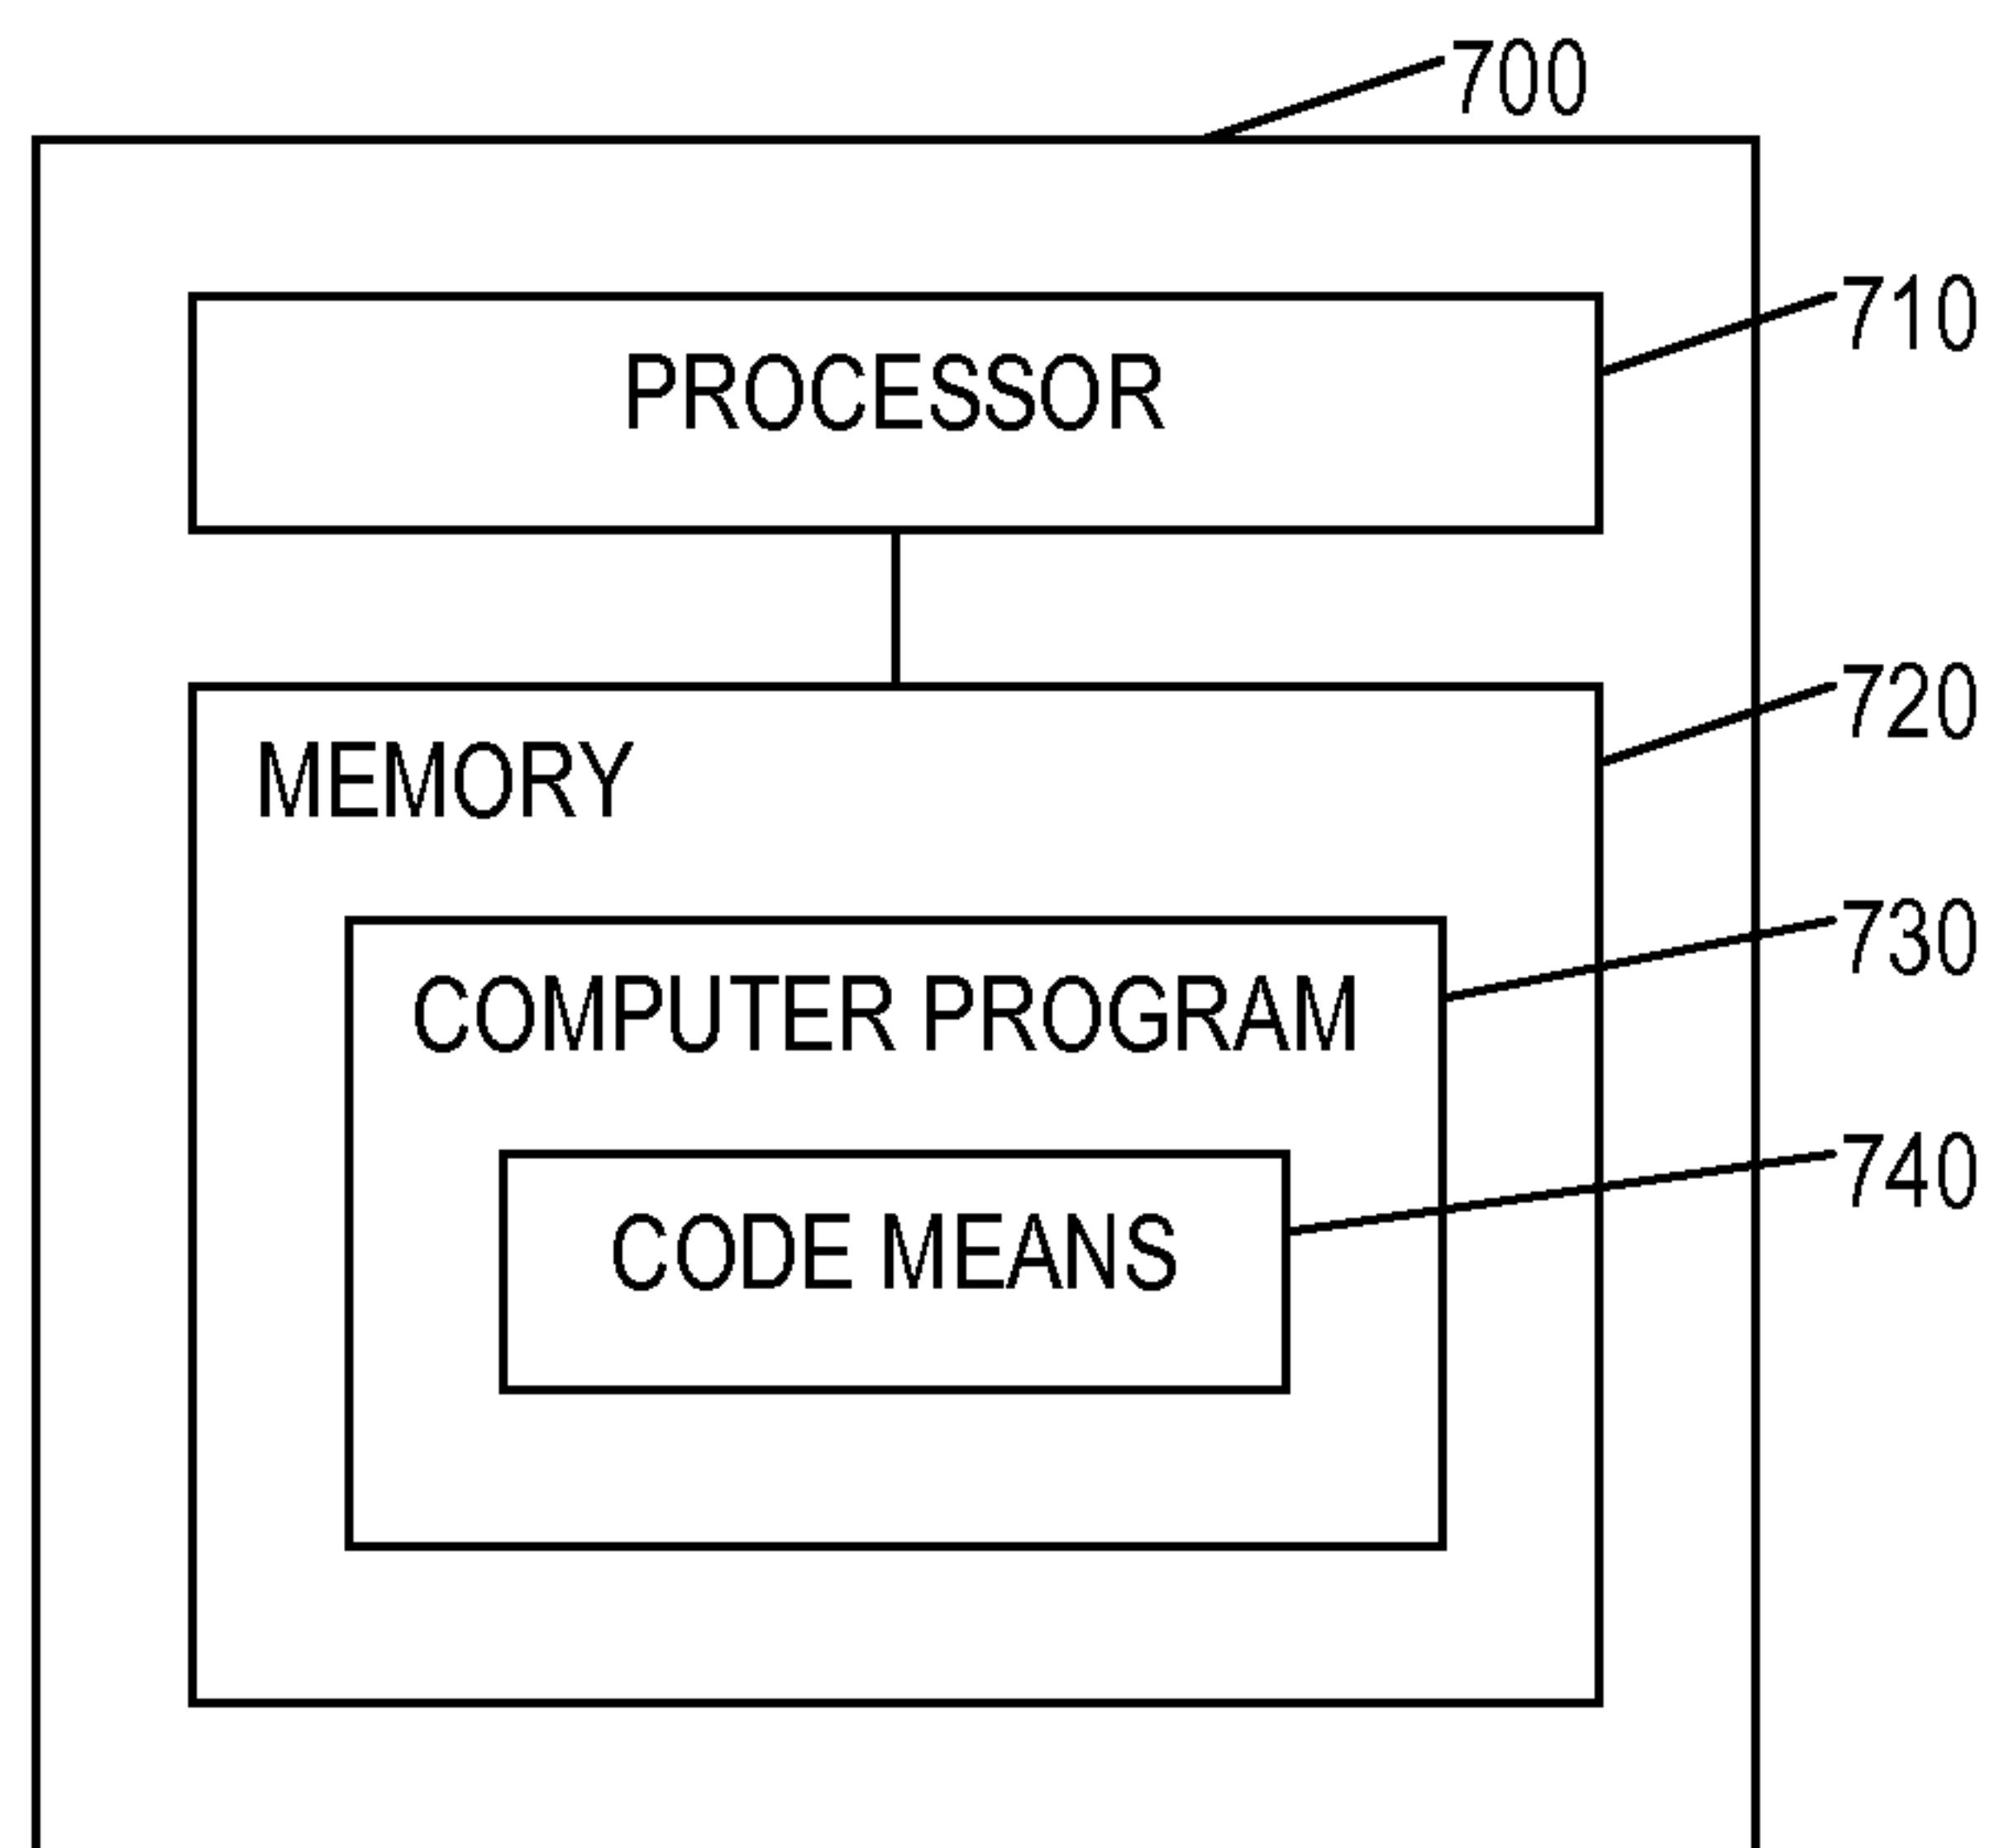 700
PROCESSOR
710
MEMORY
720
COMPUTER PROGRAM
730
CODE MEANS
740